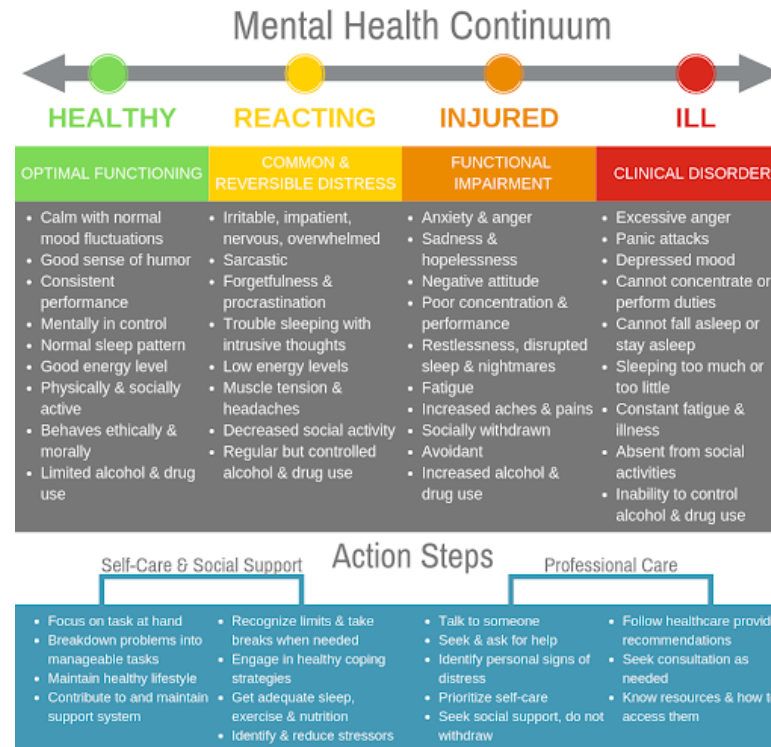 Mental Health Continuum
HEALTHY
REACTING
INJURED
ILL
OPTIMAL FUNCTIONING
COMMON &
REVERSIBLE DISTRESS
FUNCTIONAL
IMPAIRMENT
CLINICAL DISORDER
• Calm with normal
mood fluctuations
• Good sense of humor
• Consistent
performance
• Mentally in control
• Normal sleep pattern
• Good energy level
• Physically & socially
active
• Behaves ethically &
morally
• Limited alcohol & drug
use
• Irritable, impatient,
nervous, overwhelmed
• Sarcastic
• Forgetfulness &
procrastination
• Trouble sleeping with
intrusive thoughts
• Low energy levels
• Muscle tension &
headaches
• Decreased social activity
• Regular but controlled
alcohol & drug use
• Anxiety & anger
• Sadness &
hopelessness
• Negative attitude
• Poor concentration &
performance
• Restlessness, disrupted
sleep & nightmares
• Fatigue
• Increased aches & pains
• Socially withdrawn
• Avoidant
• Increased alcohol &
drug use
• Excessive anger
• Panic attacks
• Depressed mood
• Cannot concentrate or
perform duties
• Cannot fall asleep or
stay asleep
• Sleeping too much or
too little
• Constant fatigue &
illness
• Absent from social
activities
• Inability to control
alcohol & drug use
Action Steps
Self-Care & Social Support
Professional Care
• Focus on task at hand
• Breakdown problems into
manageable tasks
• Maintain healthy lifestyle
• Contribute to and maintain
support system
• Recognize limits & take
breaks when needed
• Engage in healthy coping
strategies
• Get adequate sleep,
exercise & nutrition
• Identify & reduce stressors
• Talk to someone
• Seek & ask for help
• Identify personal signs of
distress
• Prioritize self-care
• Seek social support, do not
withdraw
• Follow healthcare
recommendations
• Seek consultation as
needed
• Know resources & how
access them